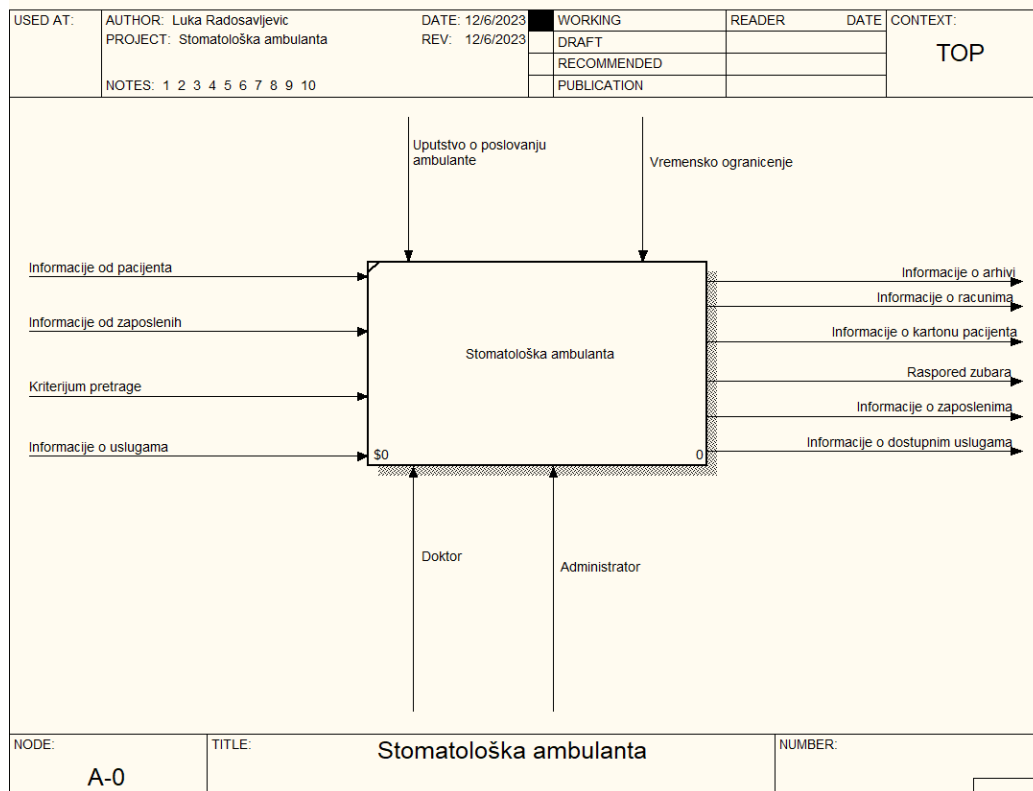 USED AT:
AUTHOR: Luka Radosavljevic
DATE: 12/6/2023
PROJECT: Stomatološka ambulanta
REV: 12/6/2023
NOTES: 1 2 3 4 5 6 7 8 9 10
WORKING
DRAFT
RECOMMENDED
PUBLICATION
READER
DATE
CONTEXT:
TOP
Uputstvo o poslovanju
ambulante
Vremensko ogranicenje
Informacije od pacijenta
Informacije od zaposlenih
Kriterijum pretrage
Informacije o uslugama
Stomatološka ambulanta
$0
0
Informacije o arhivi
Informacije o racunima
Informacije o kartonu pacijenta
Raspored zubara
Informacije o zaposlenima
Informacije o dostupnim uslugama
Doktor
Administrator
NODE:
A-0
TITLE:
Stomatološka ambulanta
NUMBER: